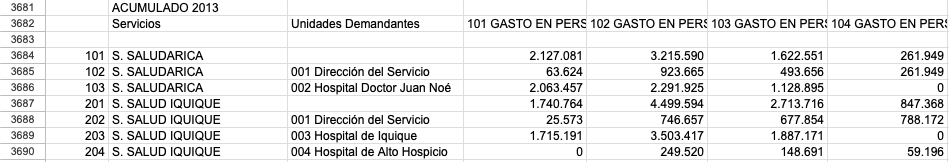 3681 ACUMULADO 2013
3682 Servicios Unidades Demandantes 101 GASTO EN PERS 102 GASTO EN PERS 103 GASTO EN PERS 104 GASTO EN PERS
3683
3684 101 S. SALUDARICA 2.127.081 3.215.590 1.622.551 261.949
3685 102 S. SALUDARICA 001 Dirección del Servicio 63.624 923.665 493.656 261.949
3686 103 S. SALUDARICA 002 Hospital Doctor Juan Noé 2.063.457 2.291.925 1.128.895 0
3687 201 S. SALUD IQUIQUE 1.740.764 4.499.594 2.713.716 847.368
3688 202 S. SALUD IQUIQUE 001 Dirección del Servicio 25.573 746.657 677.854 788.172
3689 203 S. SALUD IQUIQUE 003 Hospital de Iquique 1.715.191 3.503.417 1.887.171 0
3690 204 S. SALUD IQUIQUE 004 Hospital de Alto Hospicio 0 249.520 148.691 59.196